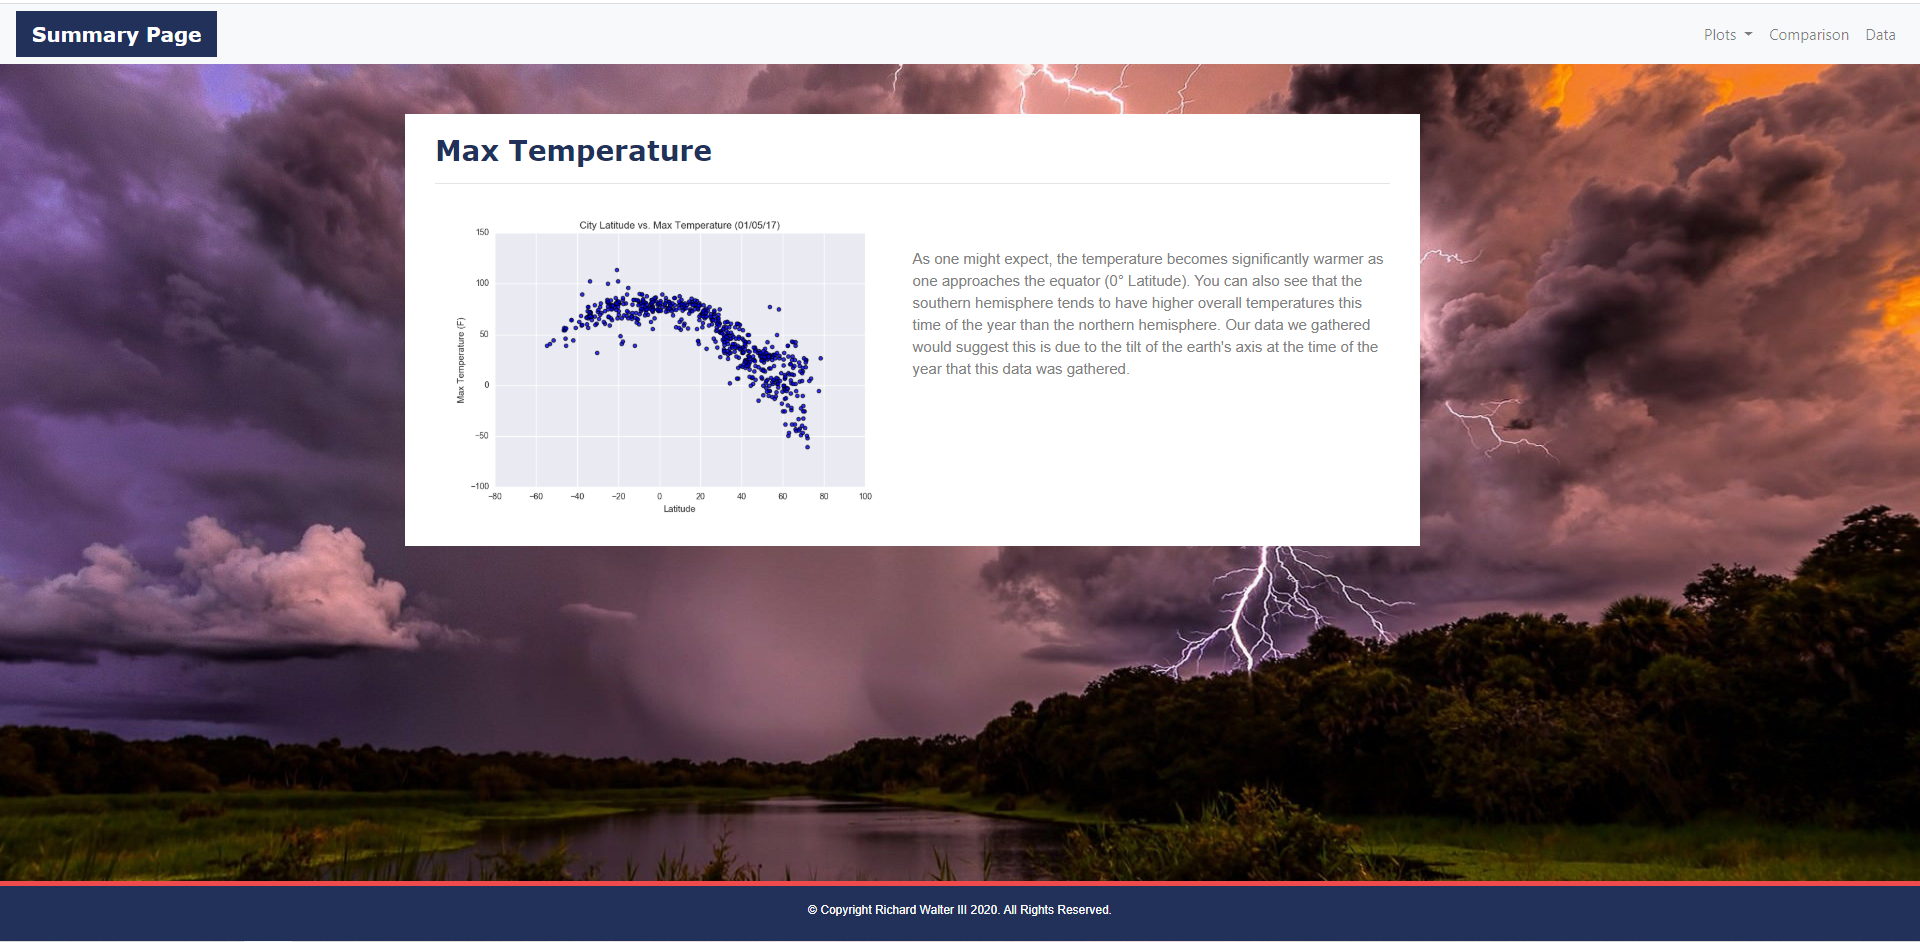 Summary Page
Plots
Comparison
Data
Max Temperature
City Latitude vs. Max Temperature (01/05/17)
150
100
50
0
−50
−100
Max Temperature (F)
−80 −60 −40 −20 0 20 40 60 80 100
Latitude
As one might expect, the temperature becomes significantly warmer as
one approaches the equator (0° Latitude). You can also see that the
southern hemisphere tends to have higher overall temperatures this
time of the year than the northern hemisphere. Our data we gathered
would suggest this is due to the tilt of the earth's axis at the time of the
year that this data was gathered.
© Copyright Richard Walter III 2020. All Rights Reserved.